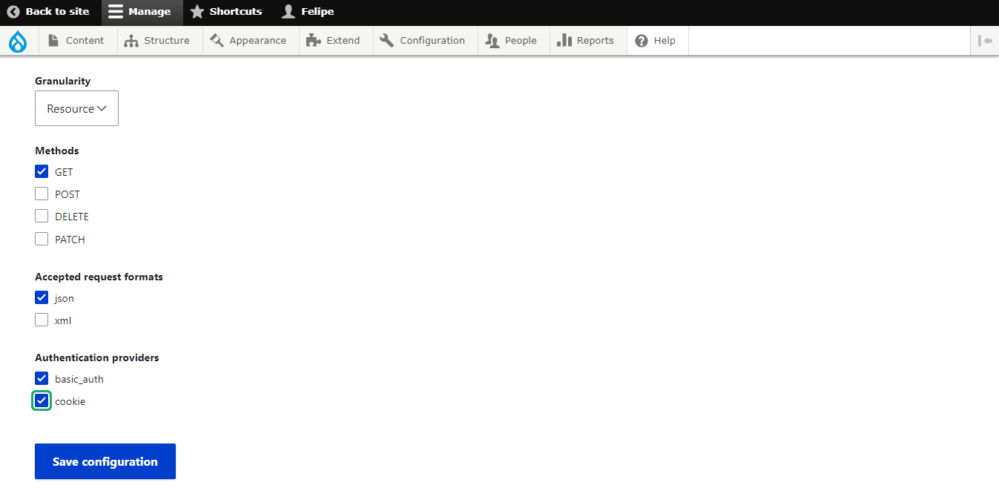 Back to site Manage Shortcuts Felipe
Content Structure Appearance Extend Configuration People Reports Help
Granularity
Resource
Methods
GET
POST
DELETE
PATCH
Accepted request formats
json
xml
Authentication providers
basic_auth
cookie
Save configuration